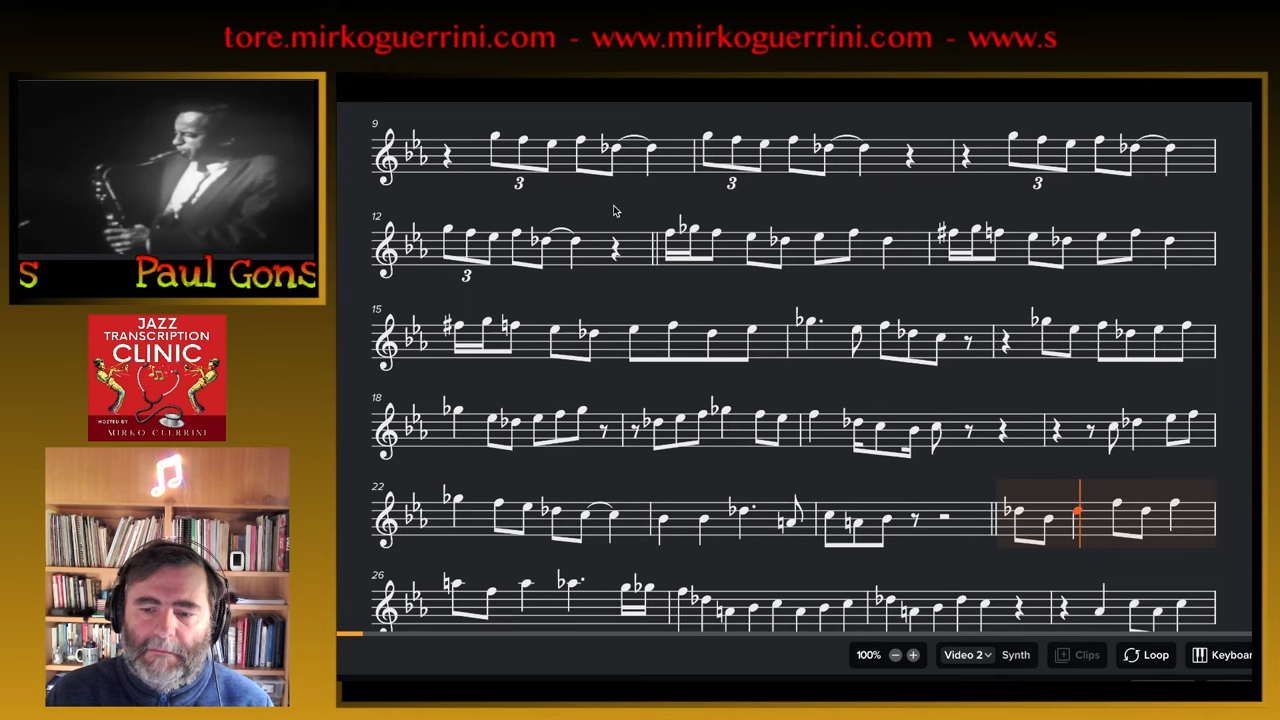 tore.mirkoguerrini.com - www.mirkoguerrini.com - www.s
S Paul Gons
JAZZ
TRANSCRIPTION
CLINIC
HOSTED BY
MIRKO GUERRINI
9
3
3
3
12
3
15
18
22
26
100% Video 2 Synth Clips Loop Keyboar